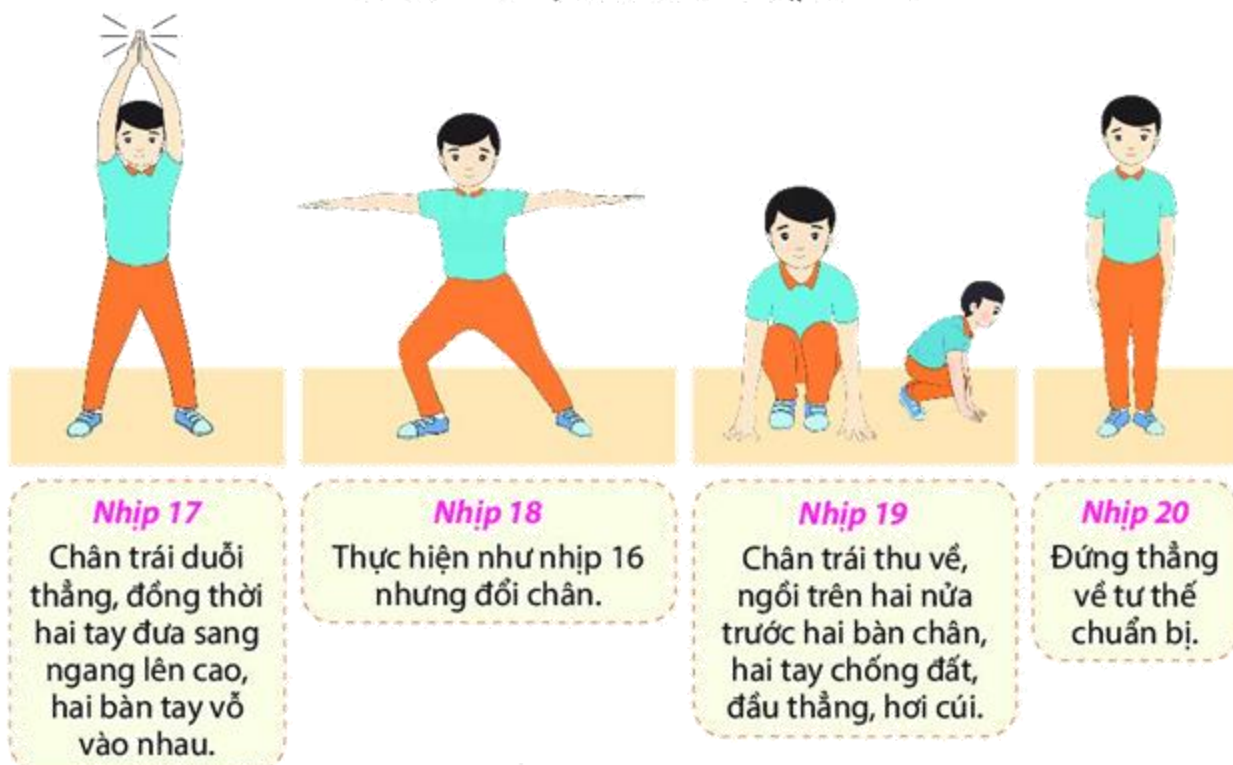 Nhịp 17
Chân trái duỗi
thẳng, đồng thời
hai tay đưa sang
ngang lên cao,
hai bàn tay vỗ
vào nhau.
Nhịp 18
Thực hiện như nhịp 16
nhưng đổi chân.
Nhịp 19
Chân trái thu về,
ngồi trên hai nửa
trước hai bàn chân,
hai tay chống đất,
đầu thẳng, hơi cúi.
Nhịp 20
Đứng thẳng
về tư thế
chuẩn bị.